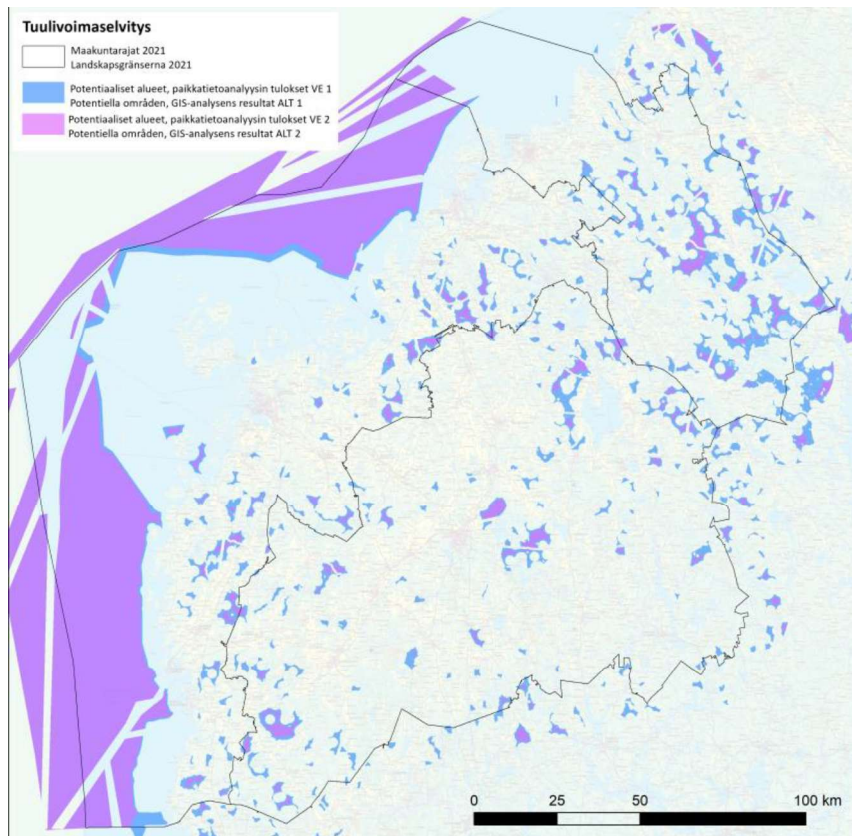 Tuulivoimaselvitys
Maakuntarajat 2021
Landskapsgränserna 2021
Potentiaaliset alueet, paikkatietoanalyysin tulokset VE 1
Potentiella områden, GIS-analysens resultat ALT 1
Potentiaaliset alueet, paikkatietoanalyysin tulokset VE 2
Potentiella områden, GIS-analysens resultat ALT 2
0 25 50 100 km